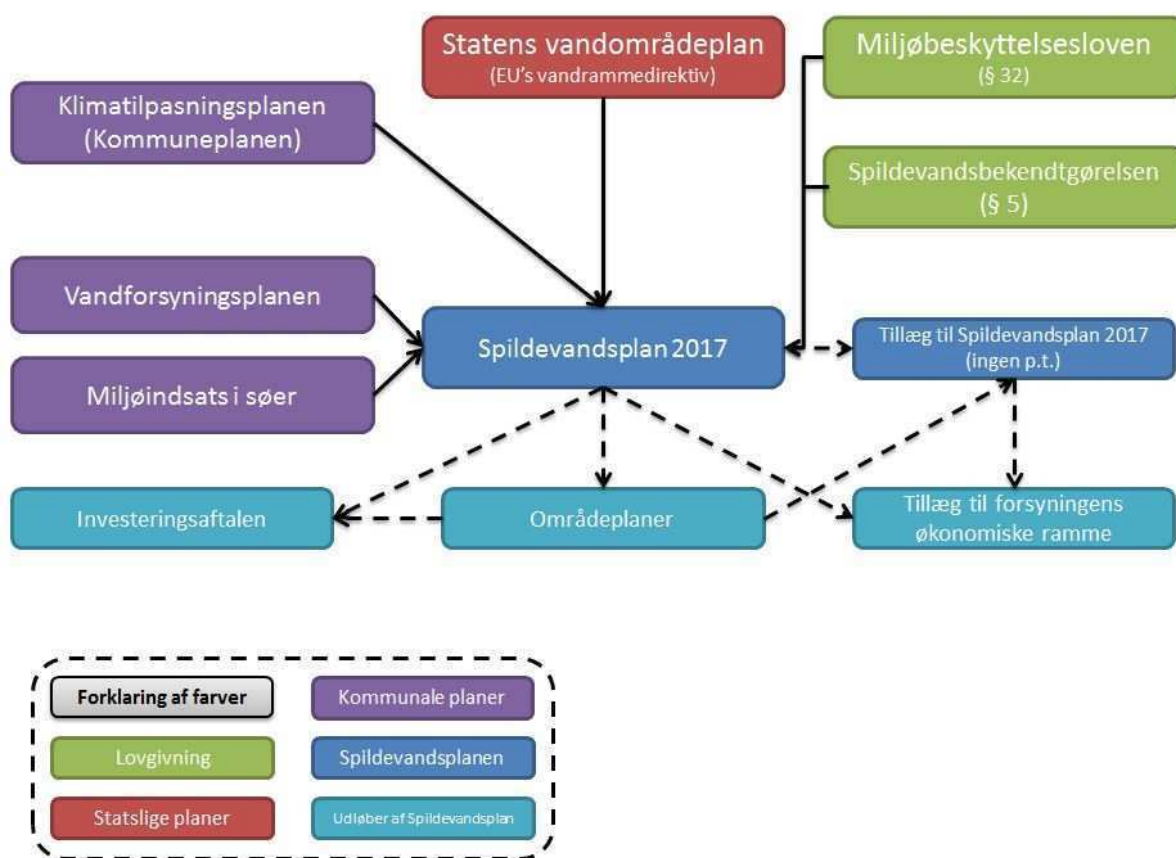 Statens vandområdeplan
(EU's vandrammedirektiv)
Miljøbeskyttelsesloven
(§ 32)
Klimatilpasningsplanen
(Kommuneplanen)
Spildevandsbekendtgørelsen
(§ 5)
Vandforsyningsplanen
Spildevandsplan 2017
Tillæg til Spildevandsplan 2017
(ingen p.t.)
Miljøindsats i søer
Investeringsaftalen
Områdeplaner
Tillæg til forsyningens
økonomiske ramme
Forklaring af farver
Kommunale planer
Lovgivning
Spildevandsplanen
Statslige planer
Udløber af Spildevandsplan